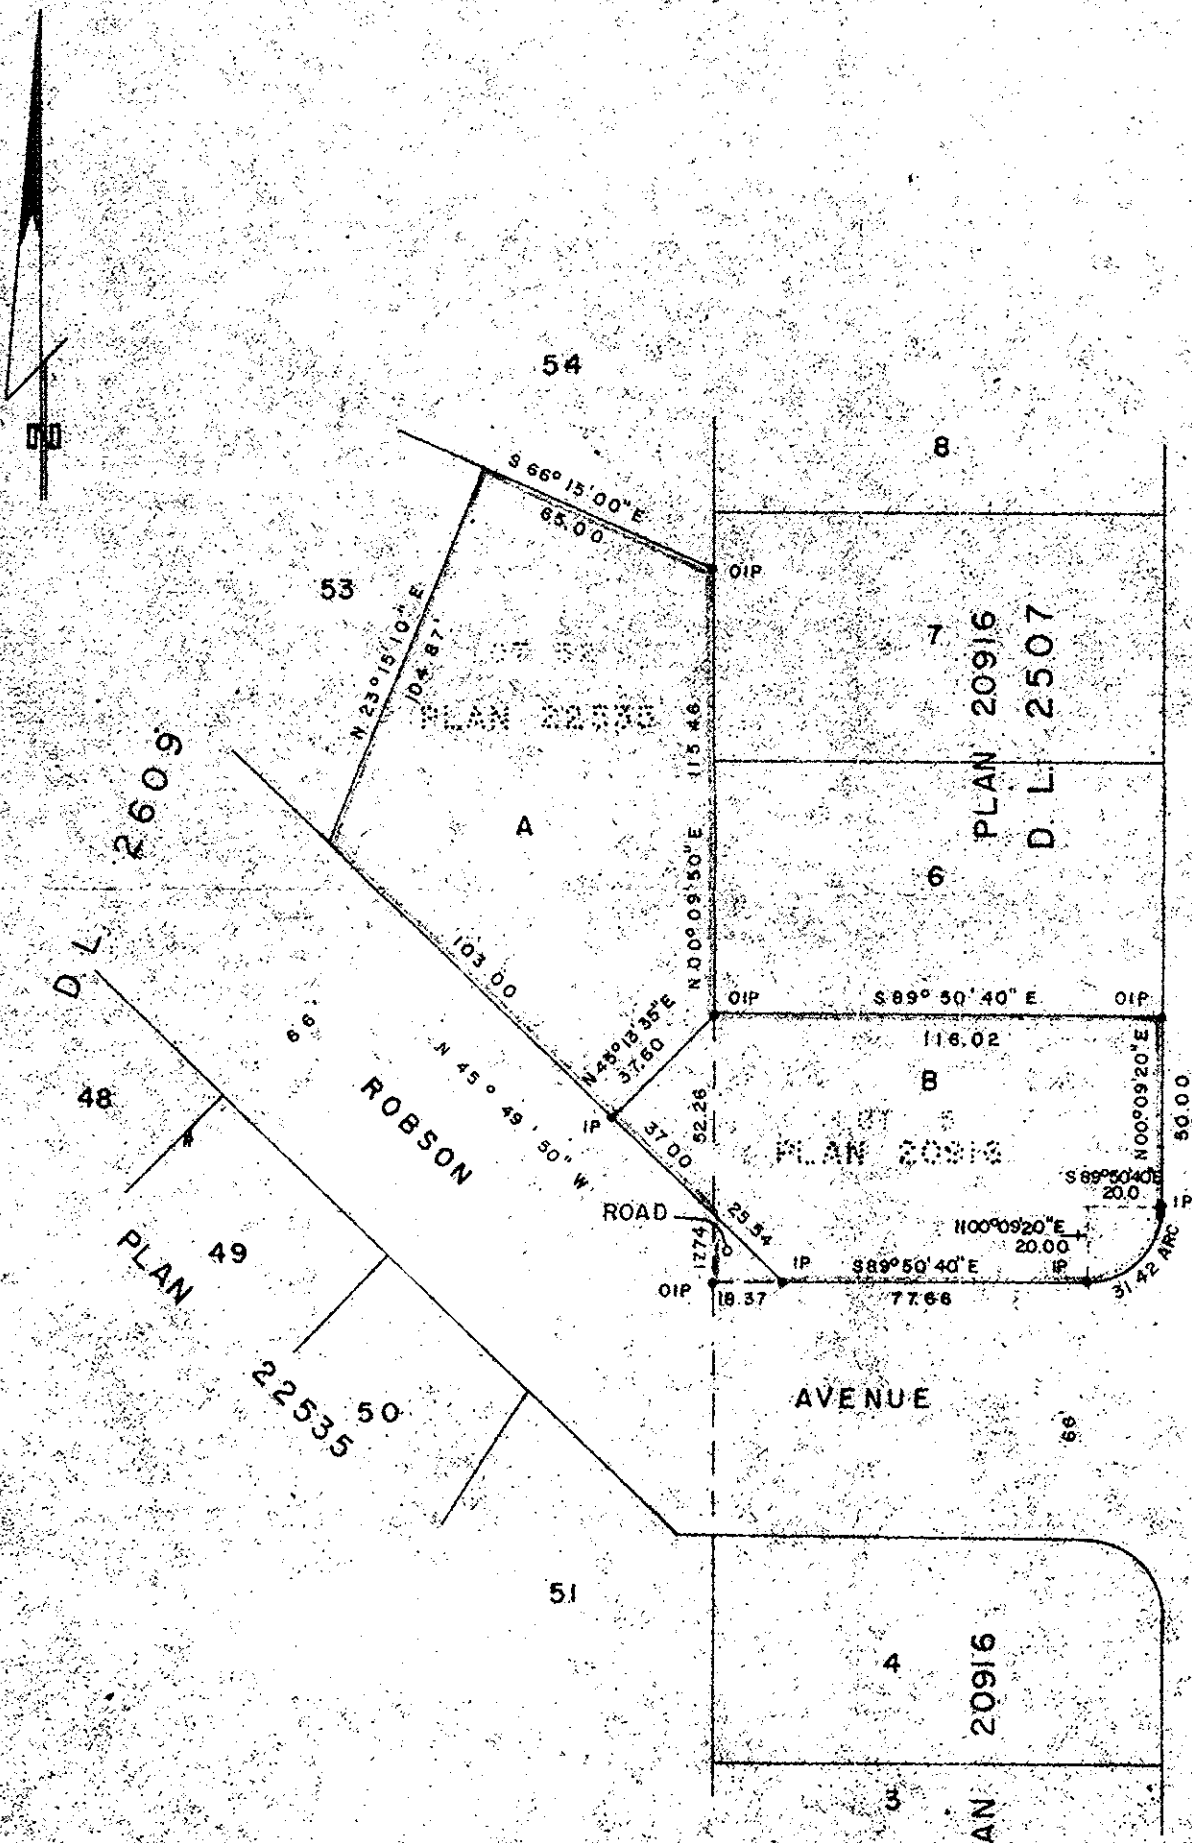 54
8
S 66° 15' 00" E
65.00
OIP
53
N 23° 15' 10" E
104.87'
7
PLAN 20916
D. L. 2507
PLAN 22535
N 00° 09' 50" E 115.46
D. L. 2609
A
6
103.00
OIP
S 89° 50' 40" E
OIP
116.02
66'
37.50
N 45° 49' 50" W
B
N 00° 09' 20" E
50.00
48
ROBSON
IP
37.00
52.26
PLAN 20916
S 89° 50' 40" E
20.0
IP
ROAD
25.54
17.74
N 00° 09' 20" E
20.00
31.42 ARC
49
PLAN
22535
IP
S 89° 50' 40" E
IP
OIP
18.37
77.66
50
AVENUE
66
51
4
20916